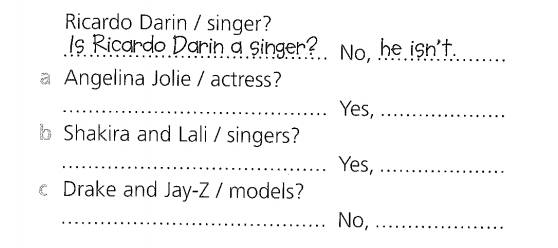 Ricardo Darin / singer?
Is Ricardo Darin a singer? No, he isn't.
a Angelina Jolie / actress?
.......................................... Yes, ....................
b Shakira and Lali / singers?
.......................................... Yes, ....................
c Drake and Jay-Z / models?
.......................................... No, ....................